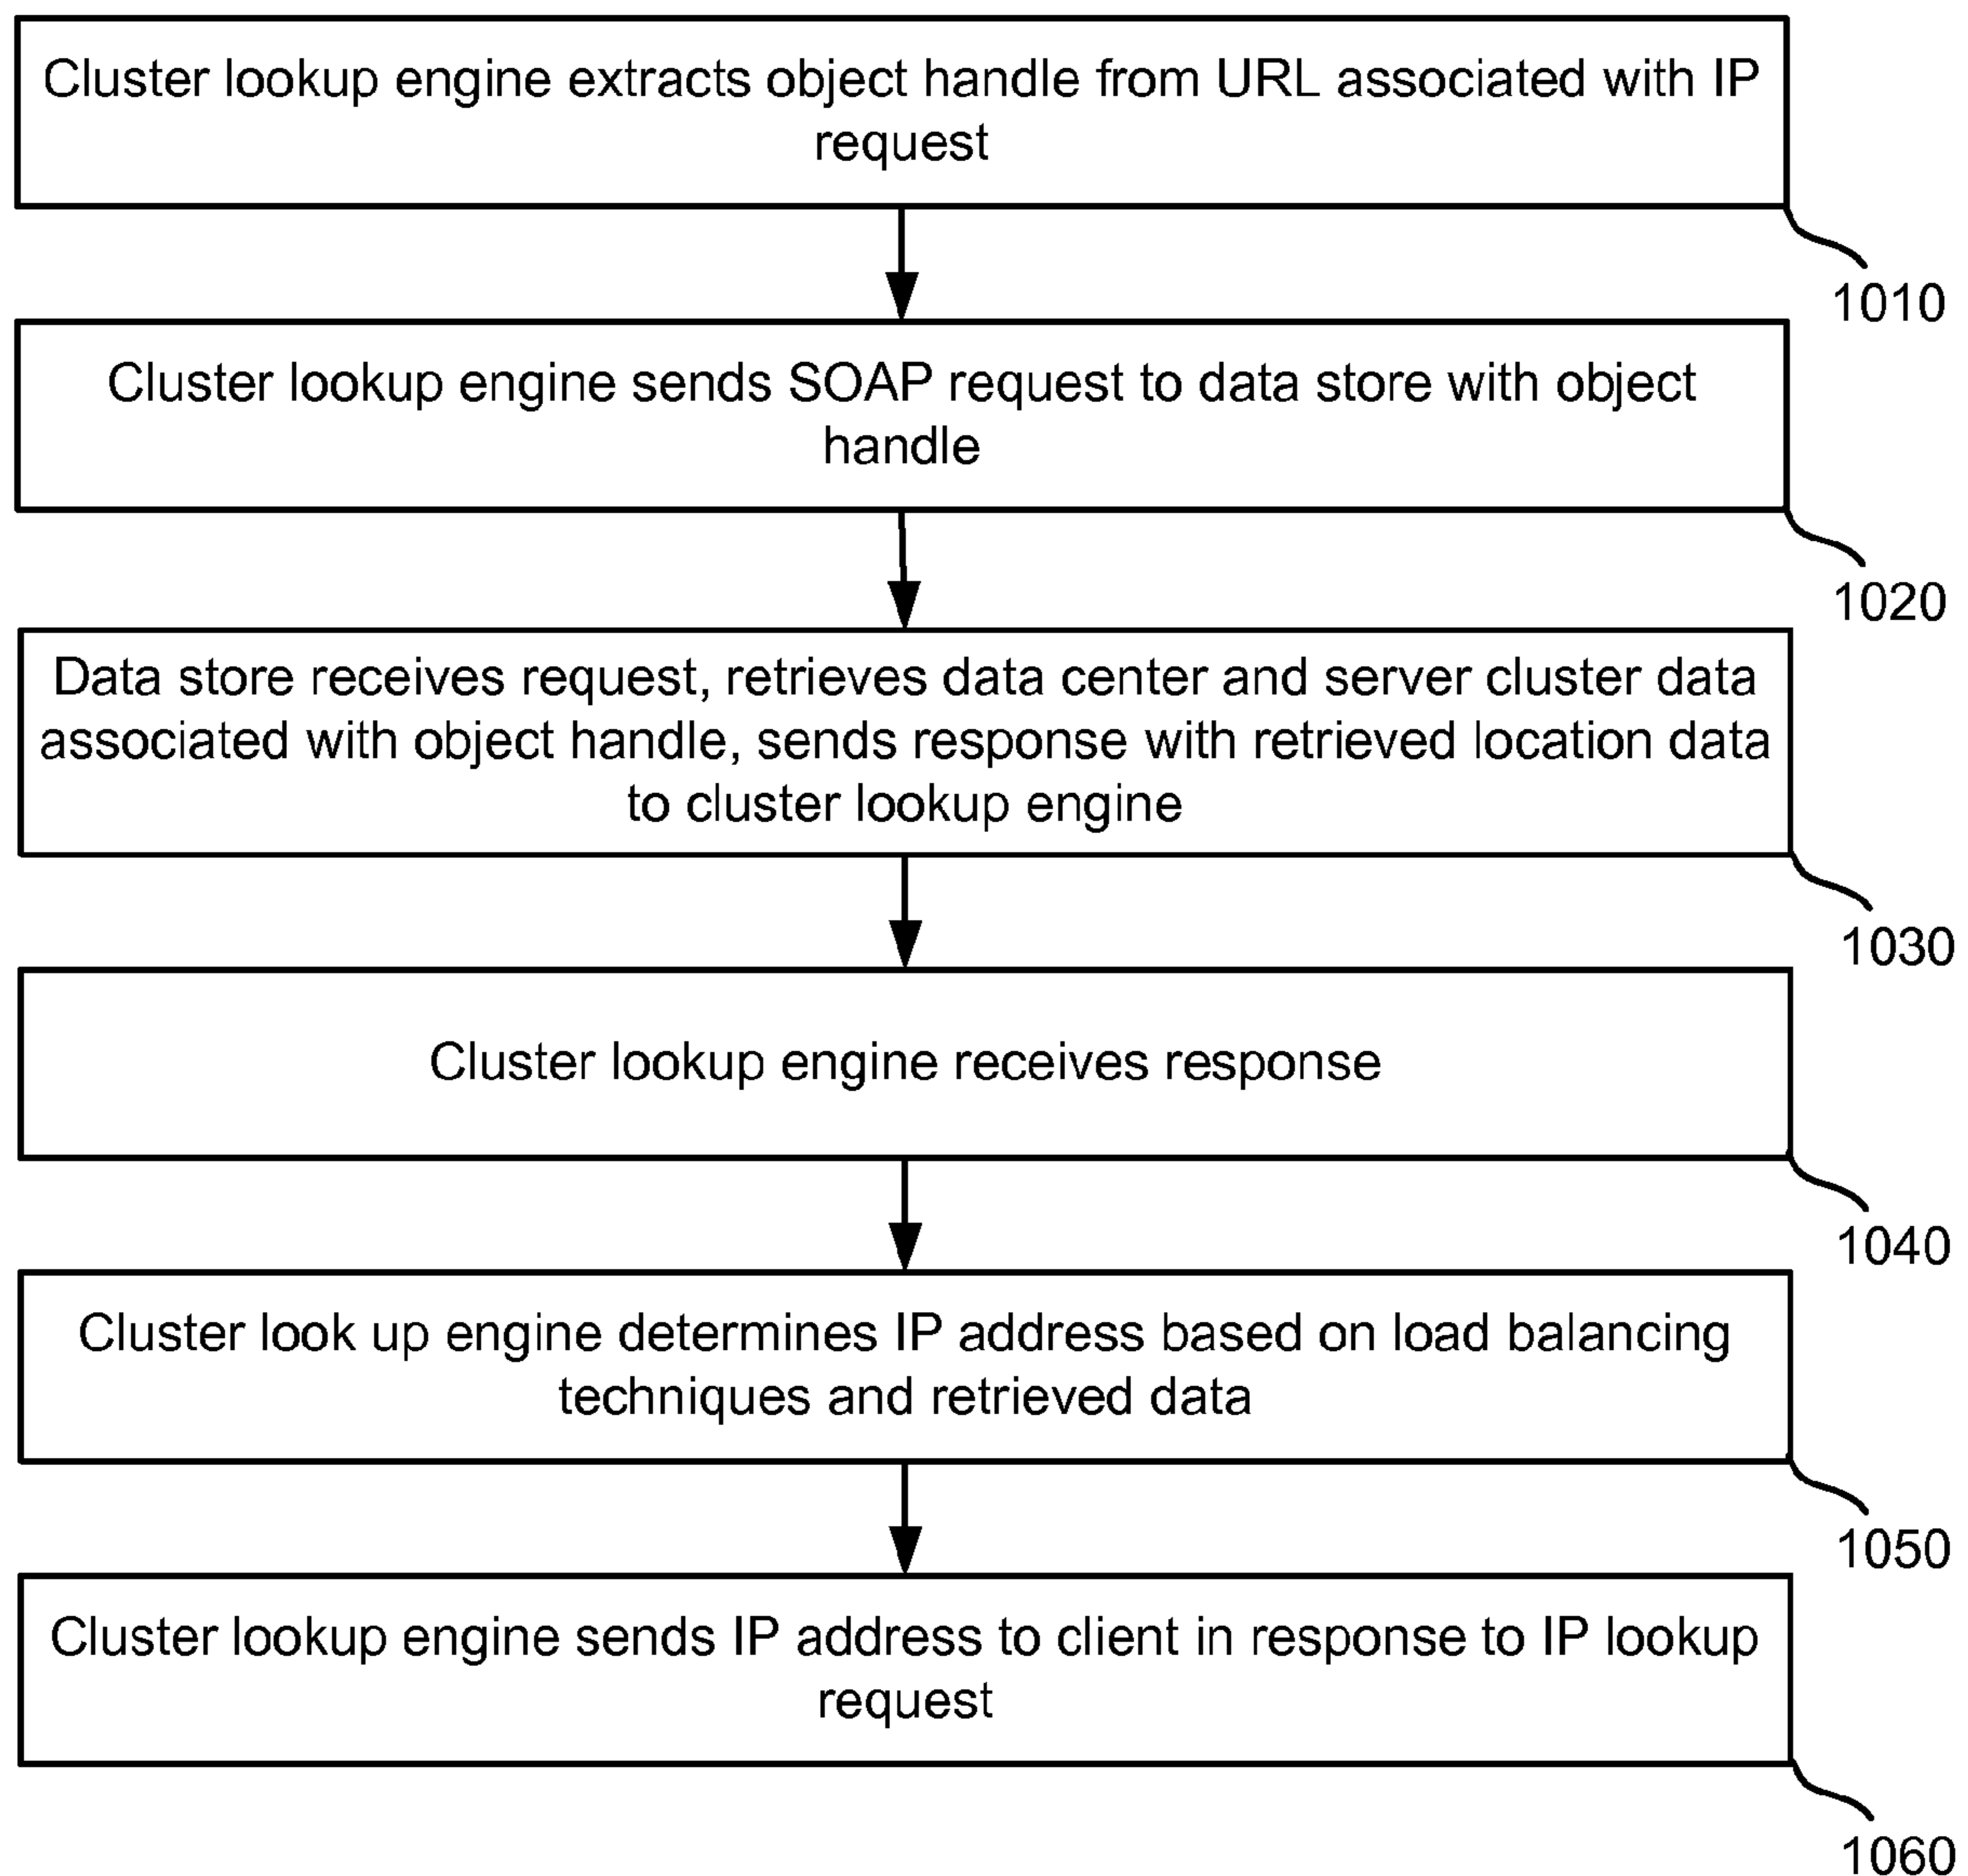 Cluster lookup engine extracts object handle from URL associated with IP
request
1010
Cluster lookup engine sends SOAP request to data store with object
handle
1020
Data store receives request, retrieves data center and server cluster data
associated with object handle, sends response with retrieved location data
to cluster lookup engine
1030
Cluster lookup engine receives response
1040
Cluster look up engine determines IP address based on load balancing
techniques and retrieved data
1050
Cluster lookup engine sends IP address to client in response to IP lookup
request
1060